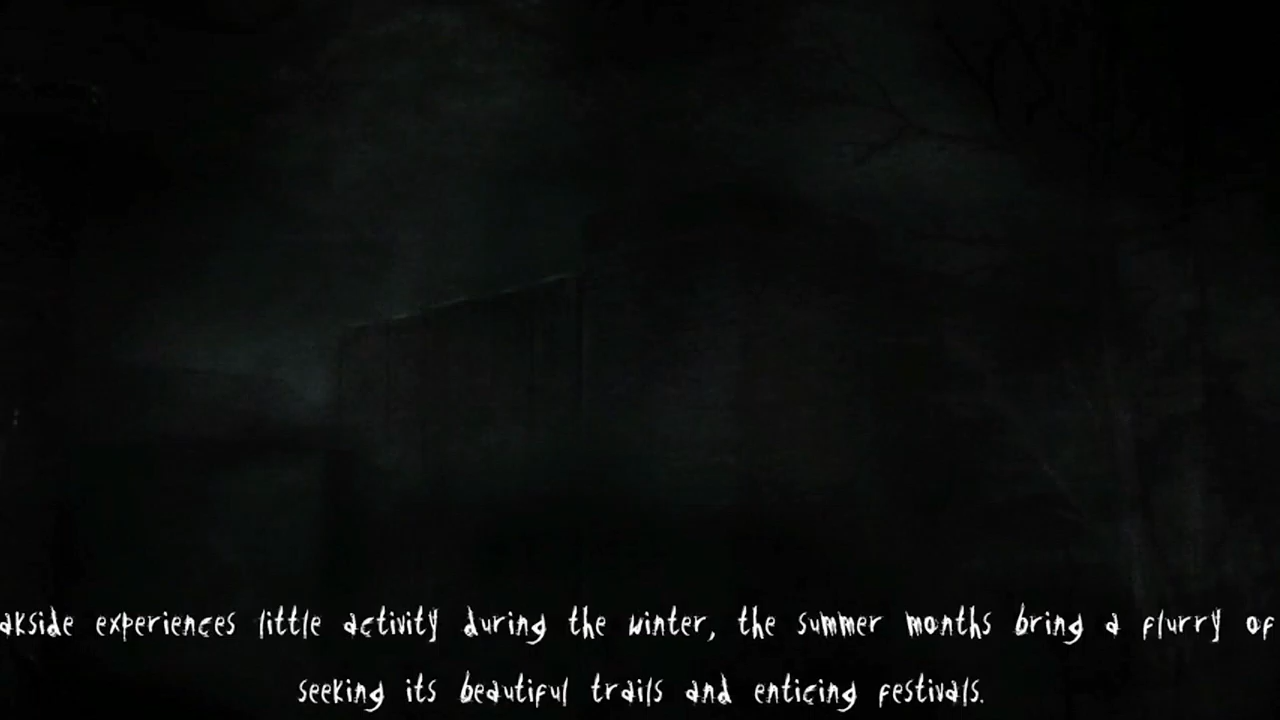 akside experiences little activity during the winter, the summer months bring a flurry of
seeking its beautiful trails and enticing festivals.